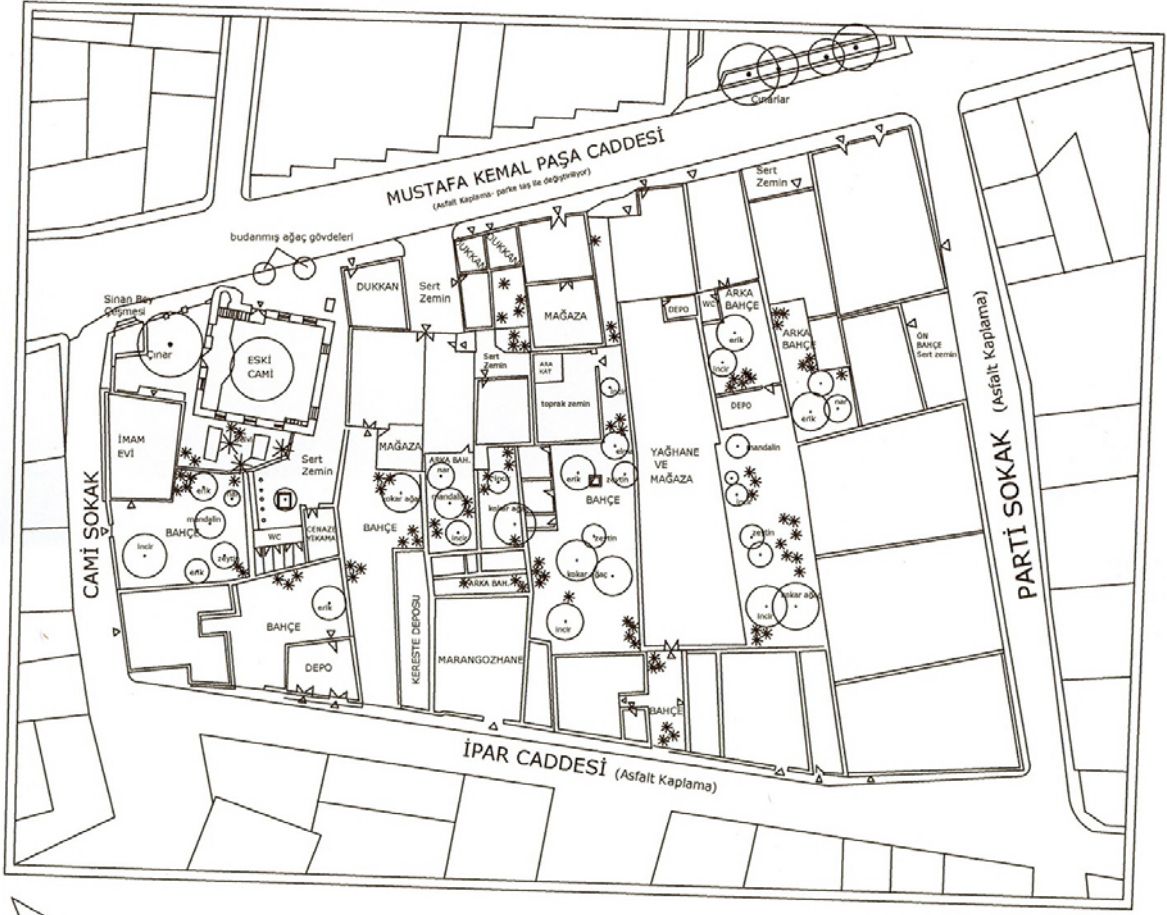 Çınarlar
MUSTAFA KEMAL PAŞA CADDESİ
(Asfalt Kaplama- parke taş ile değiştiriliyor)
Sert
Zemin
budanmış ağaç gövdeleri
DUKKAN
DUKKAN
DUKKAN
Sert
Zemin
Sinan Bey
Çeşmesi
Çınar
ESKİ
CAMİ
MAĞAZA
DEPO
WC
ARKA
BAHÇE
erik
incir
ARKA
BAHÇE
ÖN
BAHÇE
Sert zemin
PARTİ SOKAK (Asfalt Kaplama)
Sert
Zemin
ARA
KAT
toprak zemin
incir
DEPO
erik
nar
İMAM
EVİ
Sert
Zemin
MAĞAZA
ARKA BAH.
nar
mandalin
incir
kokar ağaç
incir
kokar ağaç
erik
zeytin
BAHÇE
YAĞHANE
VE
MAĞAZA
mandalin
incir
zeytin
CAMİ SOKAK
erik
nar
mandalin
BAHÇE
incir
zeytin
erik
WC
CENAZE
YIKAMA
BAHÇE
zeytin
kokar ağaç
incir
incir
kokar ağaç
ARKA BAH.
erik
BAHÇE
DEPO
KERESTE DEPOSU
MARANGOZHANE
BAHÇE
İPAR CADDESİ (Asfalt Kaplama)